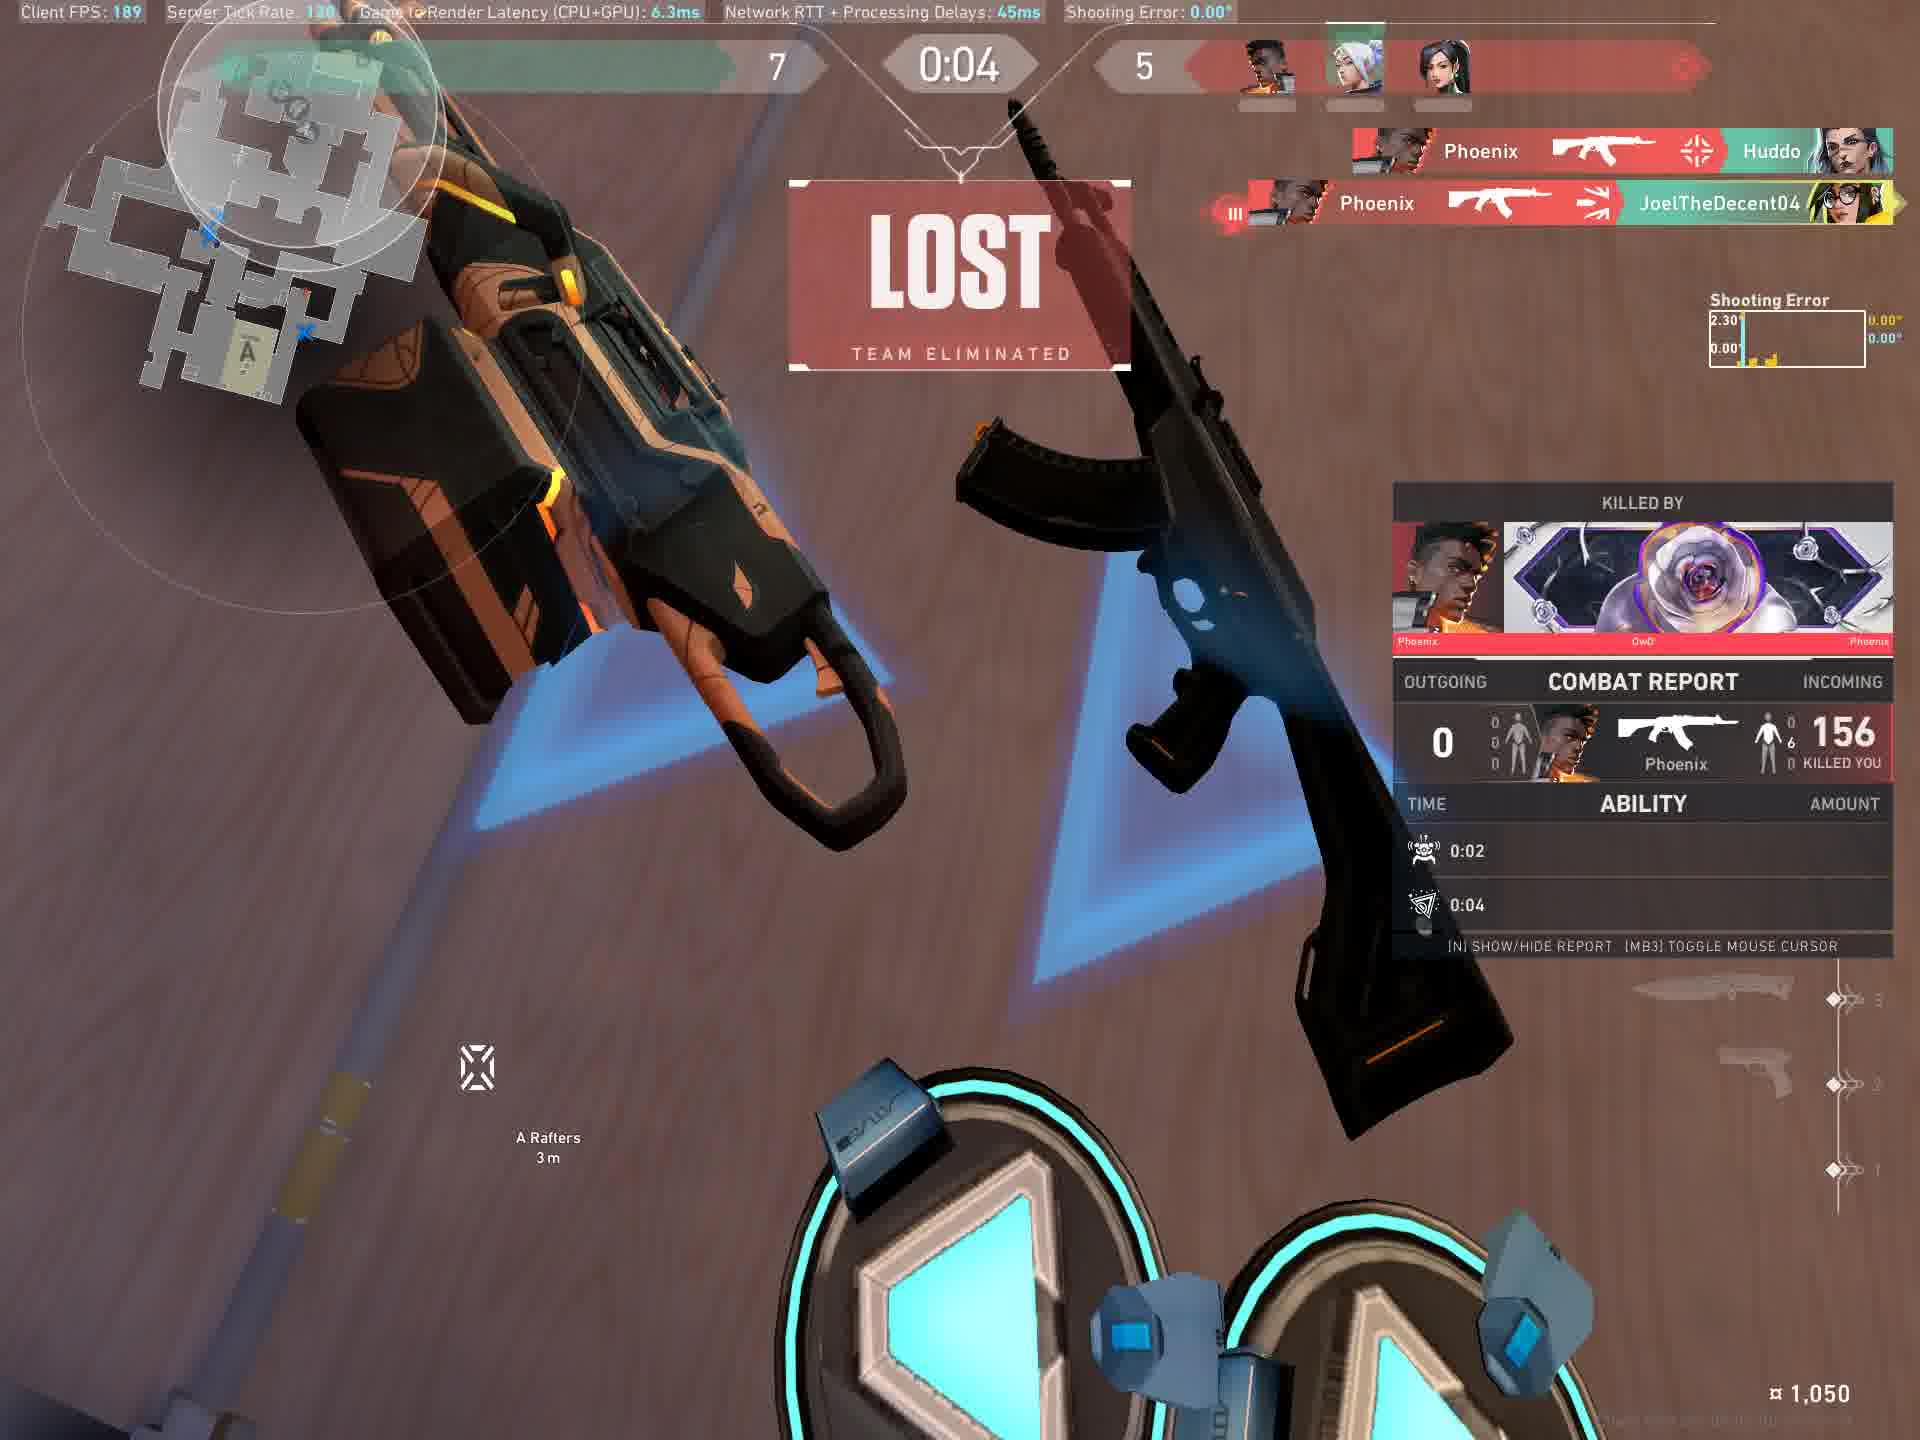 Client FPS: 189 Server Tick Rate: 130 Game to Render Latency (CPU+GPU): 6.3ms Network RTT + Processing Delays: 45ms Shooting Error: 0.00°
7 0:04 5
Phoenix Huddo
III Phoenix JoelTheDecent04
LOST
TEAM ELIMINATED
Shooting Error
2.30° 0.00°
0.00°
0.00°
A
KILLED BY
Phoenix OwO Phoenix
OUTGOING COMBAT REPORT INCOMING
0 0 0 0 Phoenix 0 6 0 156 KILLED YOU
TIME ABILITY AMOUNT
0:02
0:04
[N] SHOW/HIDE REPORT [MB3] TOGGLE MOUSE CURSOR
3
2
1
A Rafters
3 m
¤ 1,050